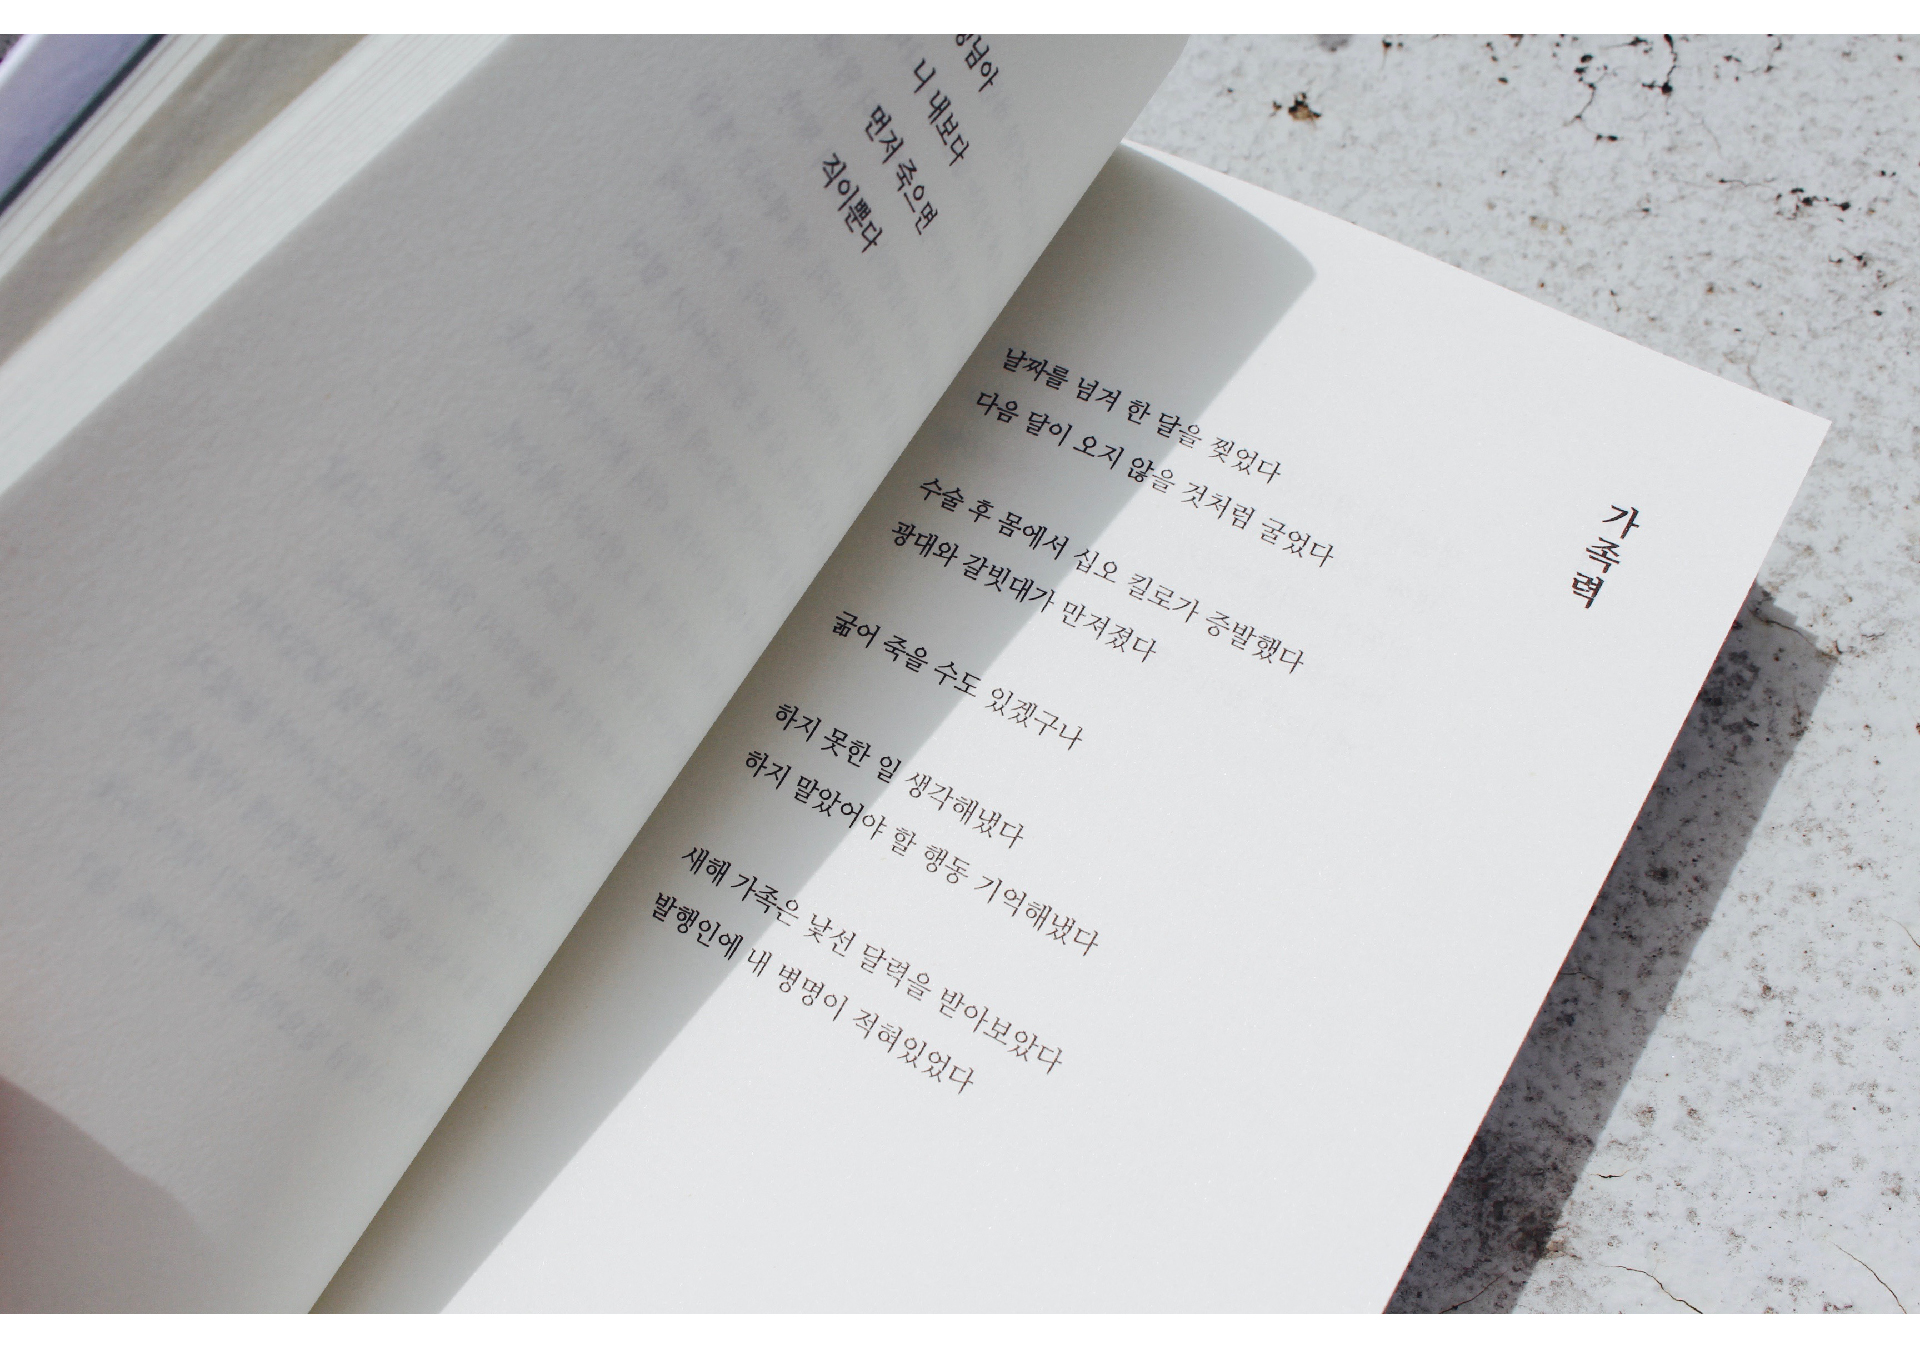 니 내보다
먼저 죽으면
직이뿐다
가족력
날짜를 넘겨 한 달을 찢었다
다음 달이 오지 않을 것처럼 굴었다
수술 후 몸에서 십오 킬로가 증발했다
광대와 갈빗대가 만져졌다
굶어 죽을 수도 있겠구나
하지 못한 일 생각해냈다
하지 말았어야 할 행동 기억해냈다
새해 가족은 낯선 달력을 받아보았다
발행인에 내 병명이 적혀있었다